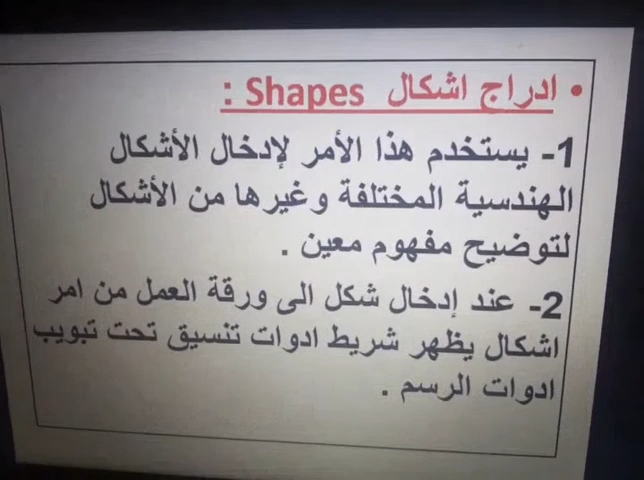 • ادراج اشكال Shapes :
1- يستخدم هذا الأمر لإدخال الأشكال
الهندسية المختلفة وغيرها من الأشكال
لتوضيح مفهوم معين .
2- عند إدخال شكل الى ورقة العمل من امر
اشكال يظهر شريط ادوات تنسيق تحت تبويب
ادوات الرسم .